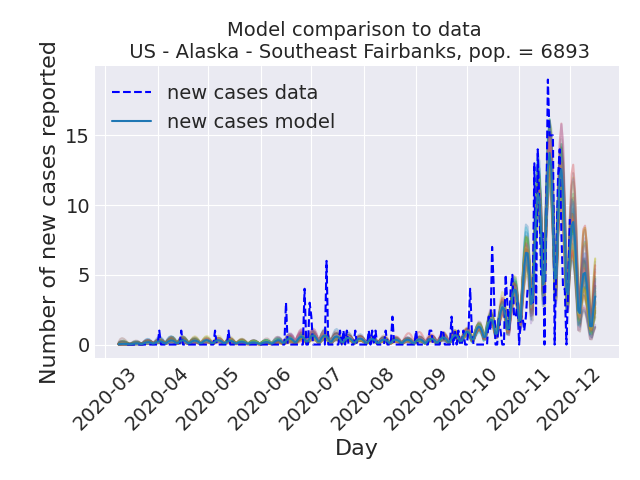 Model comparison to data
US - Alaska - Southeast Fairbanks, pop. = 6893
Number of new cases reported
new cases data
new cases model
15
10
5
0
2020-03
2020-04
2020-05
2020-06
2020-07
2020-08
2020-09
2020-10
2020-11
2020-12
Day